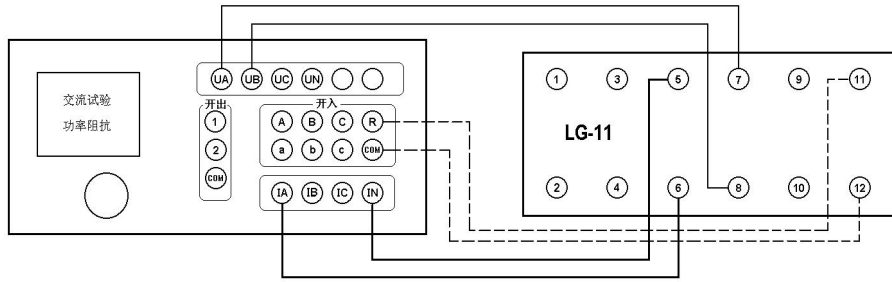 UA UB UC UN
交流试验
功率阻抗
开出
1
2
COM
开入
A B C R
a b c COM
IA IB IC IN
1 3 5 7 9 11
LG-11
2 4 6 8 10 12